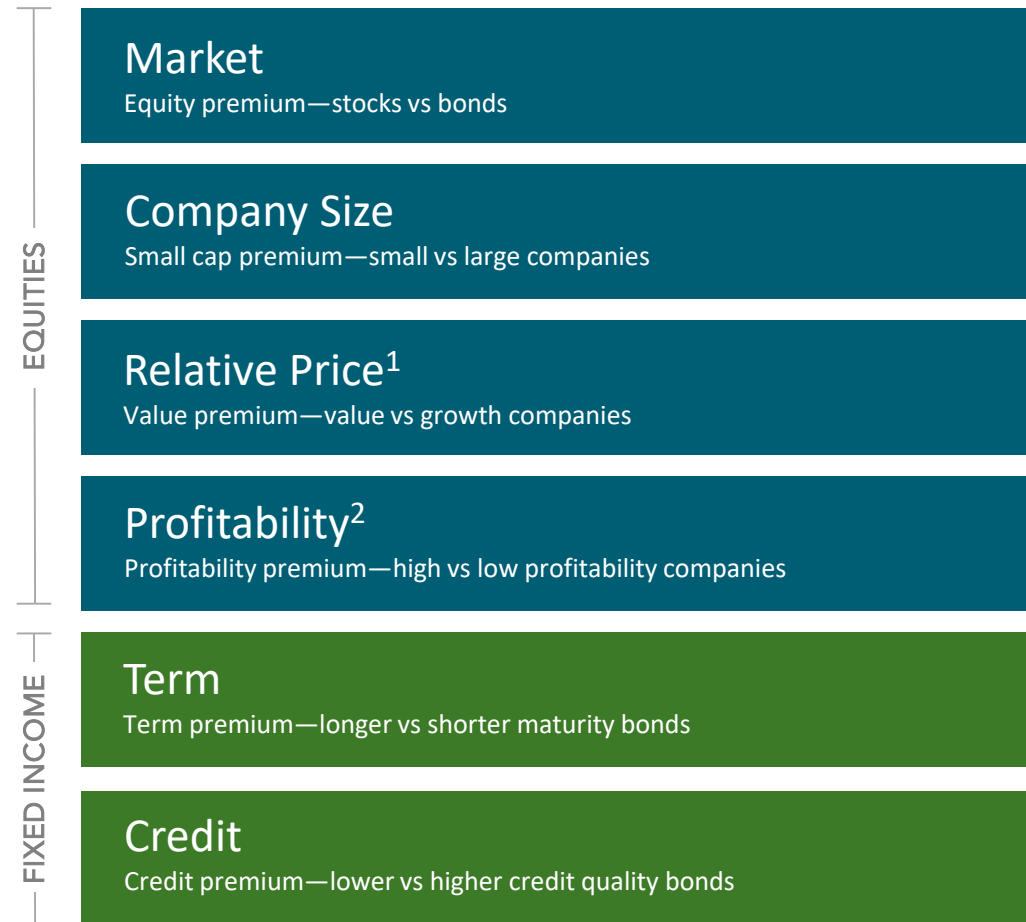 EQUITIES
Market
Equity premium—stocks vs bonds
Company Size
Small cap premium—small vs large companies
Relative Price¹
Value premium—value vs growth companies
Profitability²
Profitability premium—high vs low profitability companies
FIXED INCOME
Term
Term premium—longer vs shorter maturity bonds
Credit
Credit premium—lower vs higher credit quality bonds